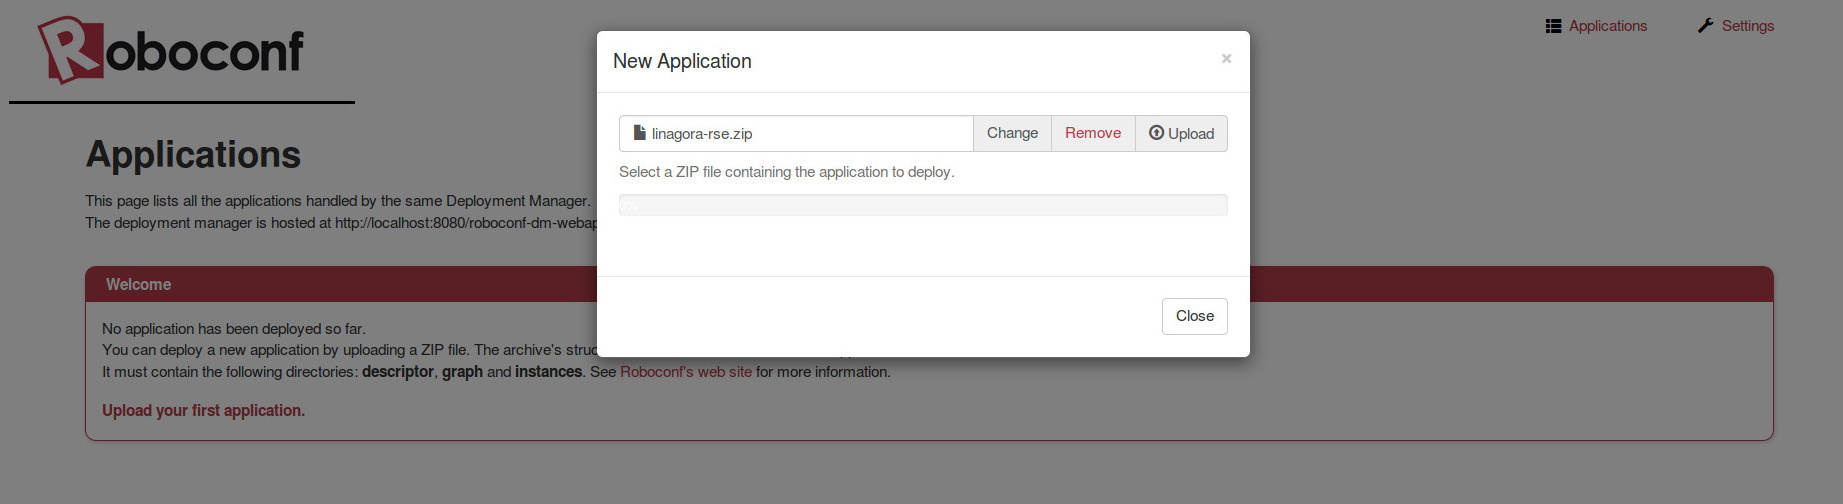 Roboconf
Applications
Settings
New Application
×
linagora-rse.zip
Change
Remove
Upload
Select a ZIP file containing the application to deploy.
0%
Close
Applications
This page lists all the applications handled by the same Deployment Manager.
The deployment manager is hosted at http://localhost:8080/roboconf-dm-webap
Welcome
No application has been deployed so far.
You can deploy a new application by uploading a ZIP file. The archive's struc
It must contain the following directories: descriptor, graph and instances. See Roboconf's web site for more information.
Upload your first application.